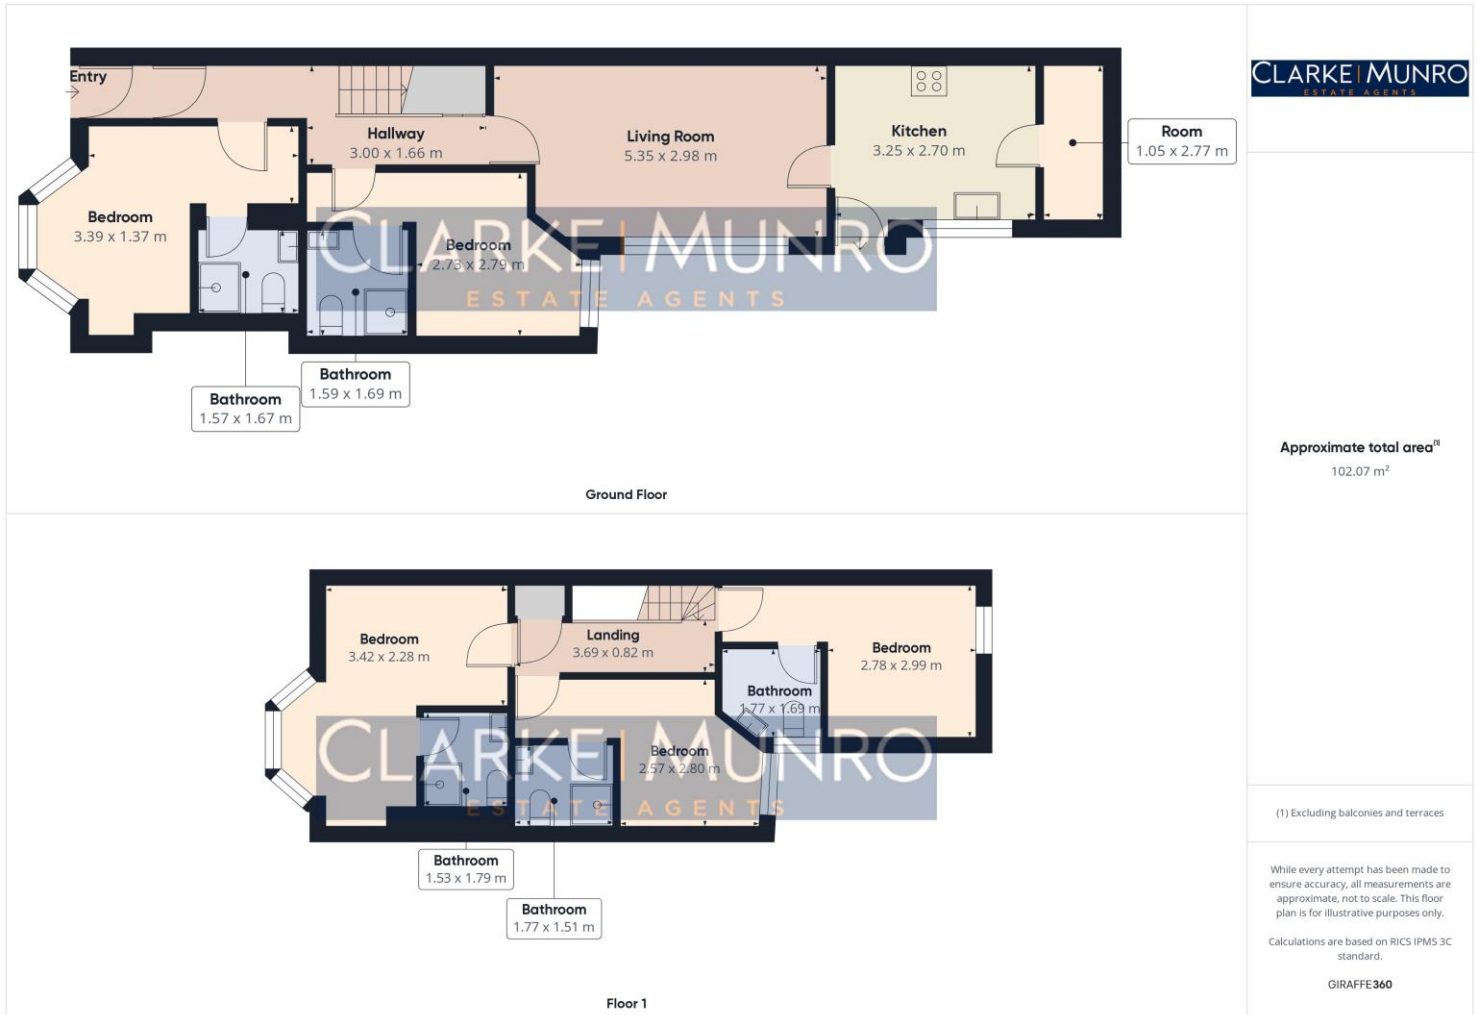 Entry
Hallway
3.00 x 1.66 m
Living Room
5.35 x 2.98 m
Kitchen
3.25 x 2.70 m
Room
1.05 x 2.77 m
Bedroom
3.39 x 1.37 m
Bedroom
2.73 x 2.79 m
CLARKE | MUNRO
ESTATE AGENTS
Bathroom
1.57 x 1.67 m
Bathroom
1.59 x 1.69 m
Ground Floor
Bedroom
3.42 x 2.28 m
Landing
3.69 x 0.82 m
Bedroom
2.78 x 2.99 m
Bathroom
1.77 x 1.69 m
Bedroom
2.57 x 2.80 m
CLARKE | MUNRO
ESTATE AGENTS
Bathroom
1.53 x 1.79 m
Bathroom
1.77 x 1.51 m
Floor 1
CLARKE | MUNRO
ESTATE AGENTS
Approximate total area(1)
102.07 m²
(1) Excluding balconies and terraces
While every attempt has been made to
ensure accuracy, all measurements are
approximate, not to scale. This floor
plan is for illustrative purposes only.
Calculations are based on RICS IPMS 3C
standard.
GIRAFFE360